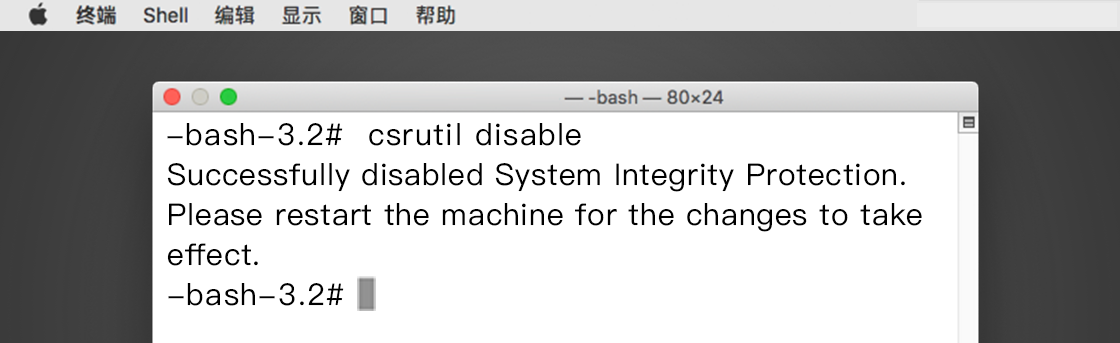 终端 Shell 编辑 显示 窗口 帮助
— -bash — 80×24
-bash-3.2# csrutil disable
Successfully disabled System Integrity Protection.
Please restart the machine for the changes to take
effect.
-bash-3.2#